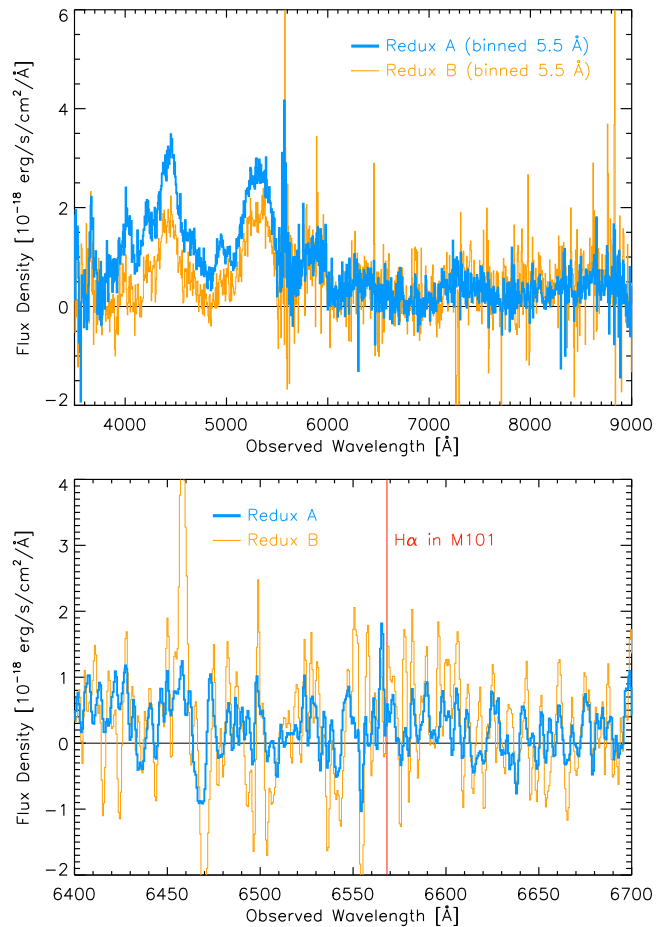 Redux A (binned 5.5 Å)
Redux B (binned 5.5 Å)
Flux Density [10⁻¹⁸ erg/s/cm²/Å]
6
4
2
0
−2
4000 5000 6000 7000 8000 9000
Observed Wavelength [Å]
Redux A
Redux B
Hα in M101
Flux Density [10⁻¹⁸ erg/s/cm²/Å]
4
3
2
1
0
−1
−2
6400 6450 6500 6550 6600 6650 6700
Observed Wavelength [Å]